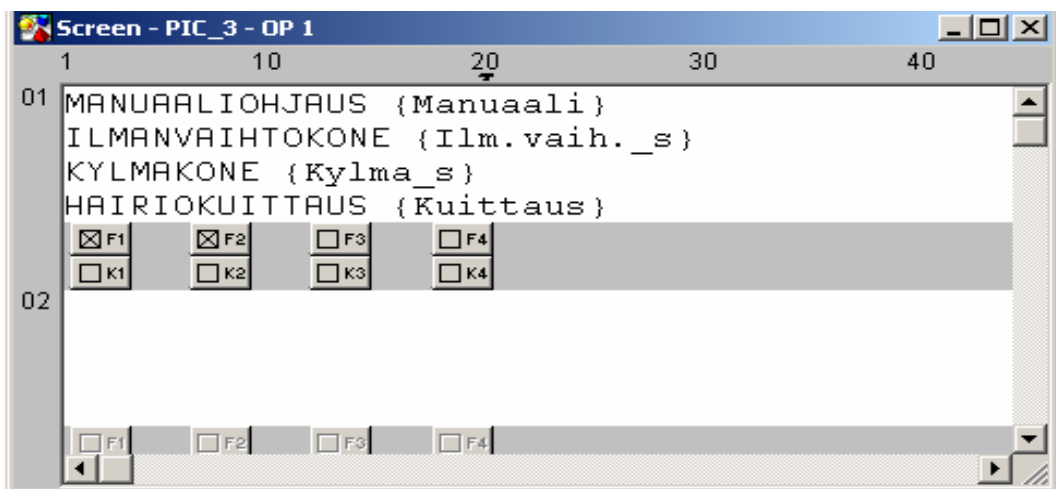 Screen - PIC_3 - OP 1
1 10 20 30 40
01 MANUAALIOHJAUS {Manuaali}
ILMANVAIHTOKONE {Ilm.vaih._s}
KYLMAKONE {Kylma_s}
HAIRIOKUITTAUS {Kuittaus}
F1 F2 F3 F4
K1 K2 K3 K4
02
F1 F2 F3 F4